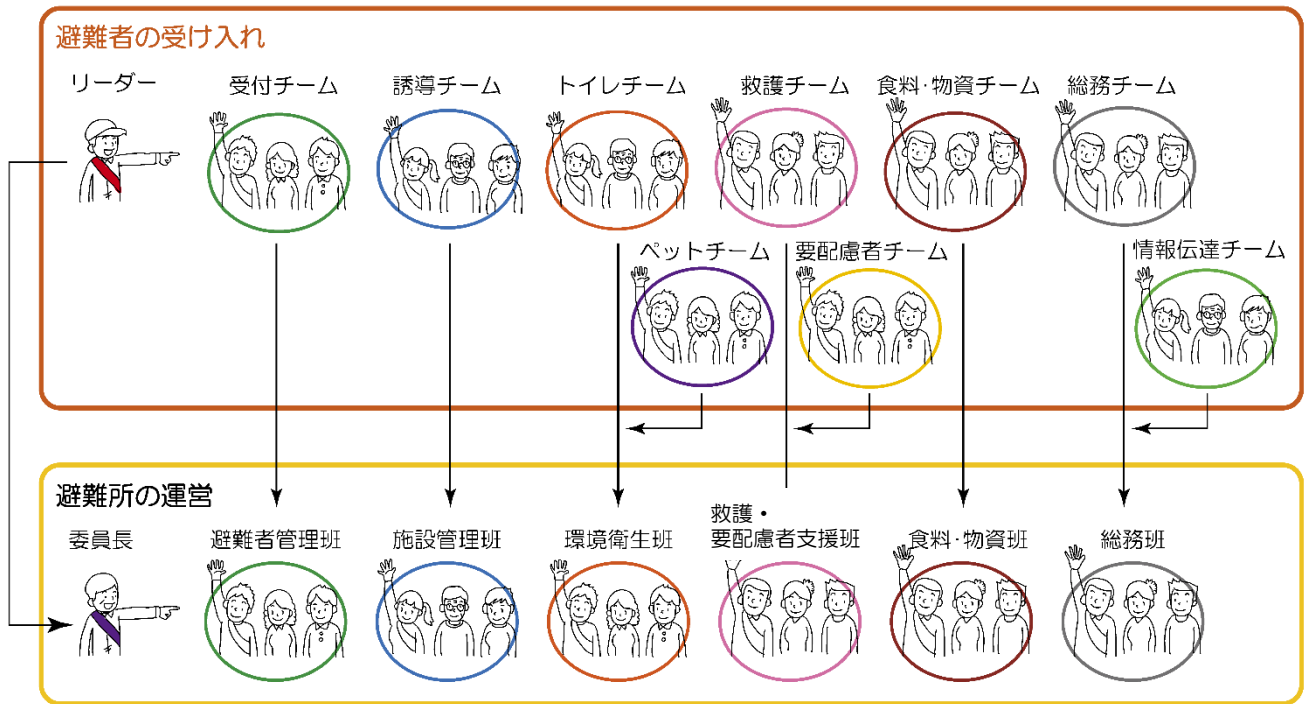 避難者の受け入れ
リーダー
受付チーム
誘導チーム
トイレチーム
救護チーム
食料・物資チーム
総務チーム
ペットチーム
要配慮者チーム
情報伝達チーム
避難所の運営
委員長
避難者管理班
施設管理班
環境衛生班
救護・
要配慮者支援班
食料・物資班
総務班